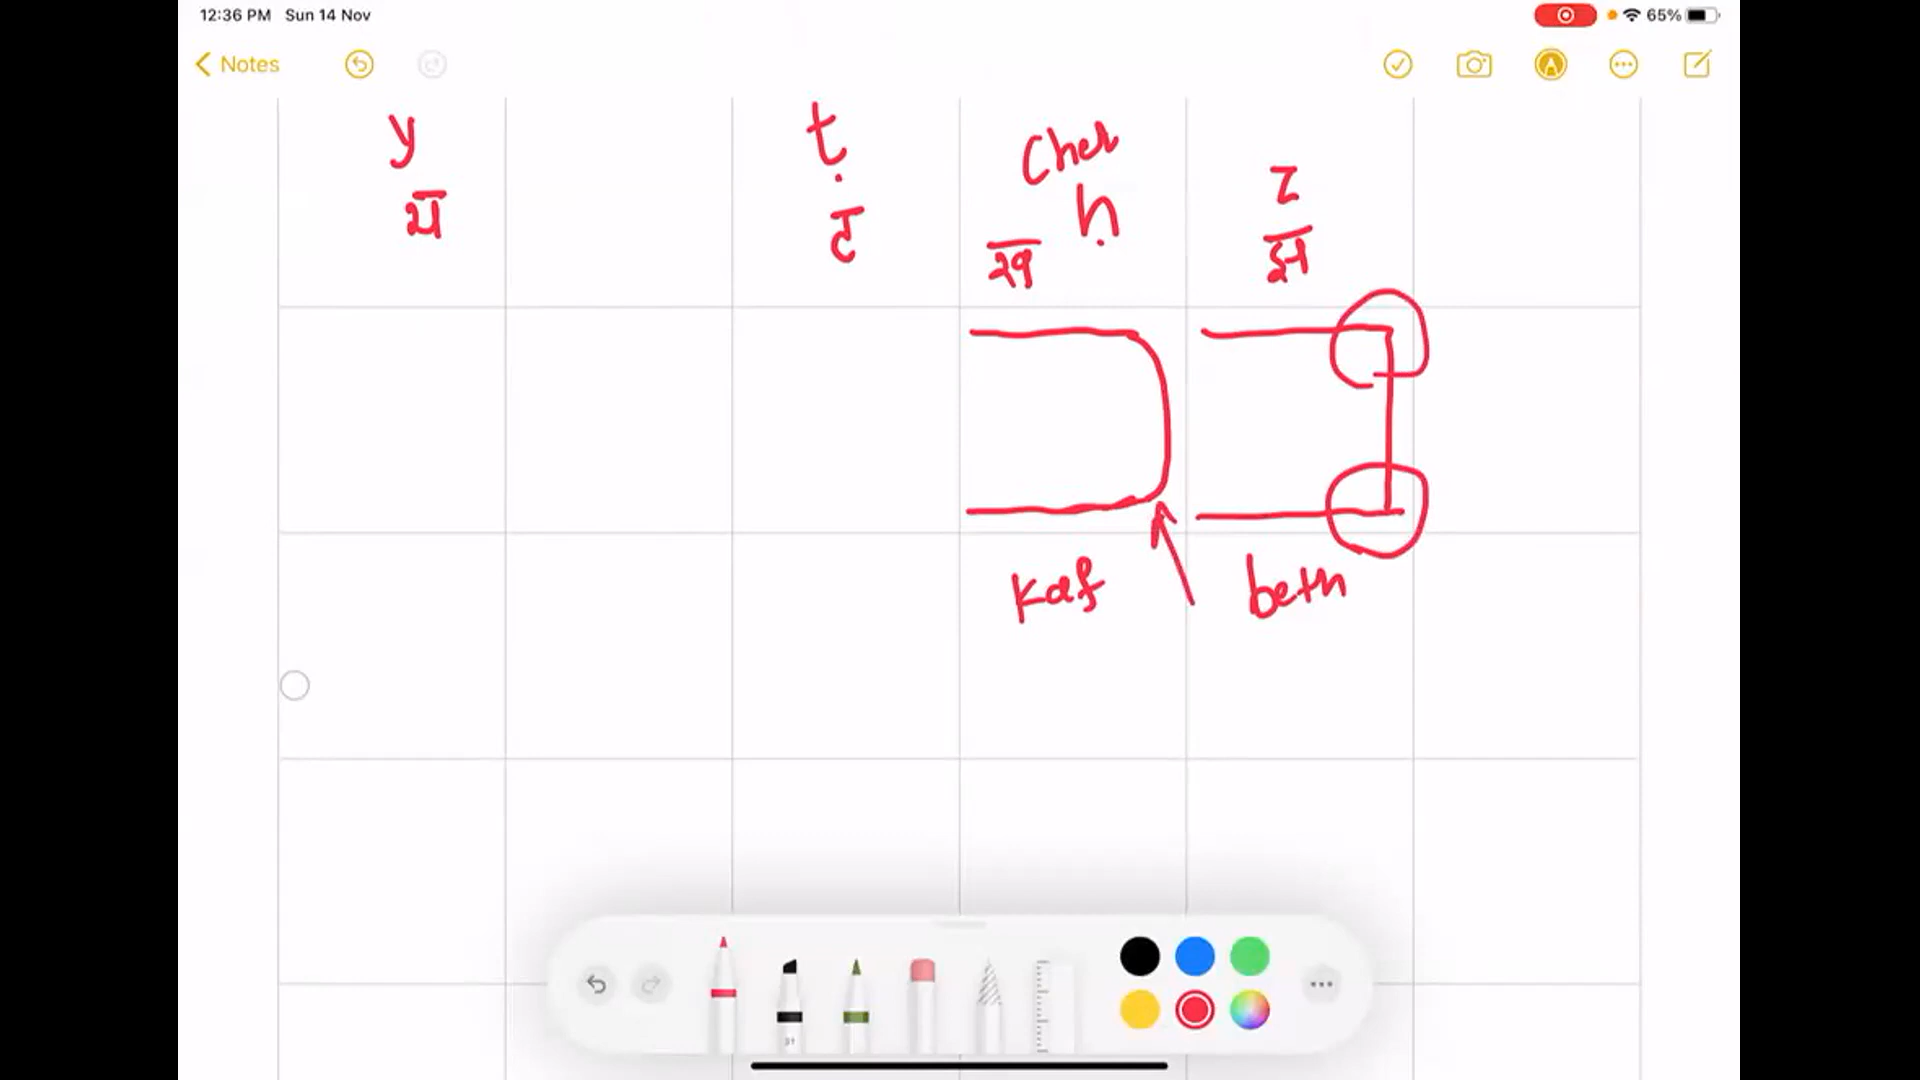 12:36 PM Sun 14 Nov
65%
Notes
y
य
ṭ
ट
Chet
ḥ
ख
z
झ
kaf
beth